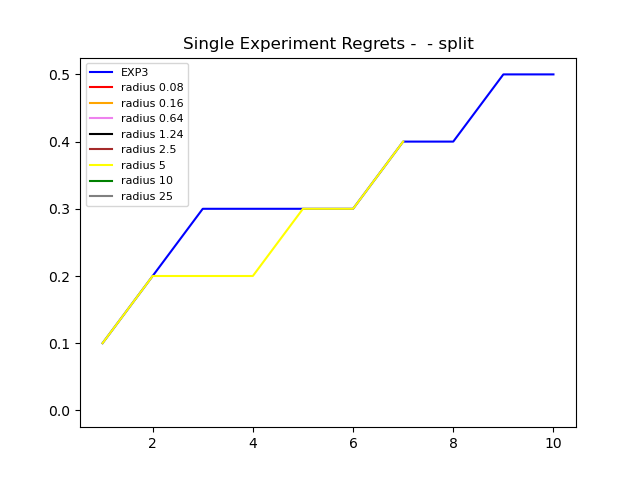 Single Experiment Regrets -  - split
0.5
0.4
0.3
0.2
0.1
0.0
EXP3
radius 0.08
radius 0.16
radius 0.64
radius 1.24
radius 2.5
radius 5
radius 10
radius 25
2 4 6 8 10